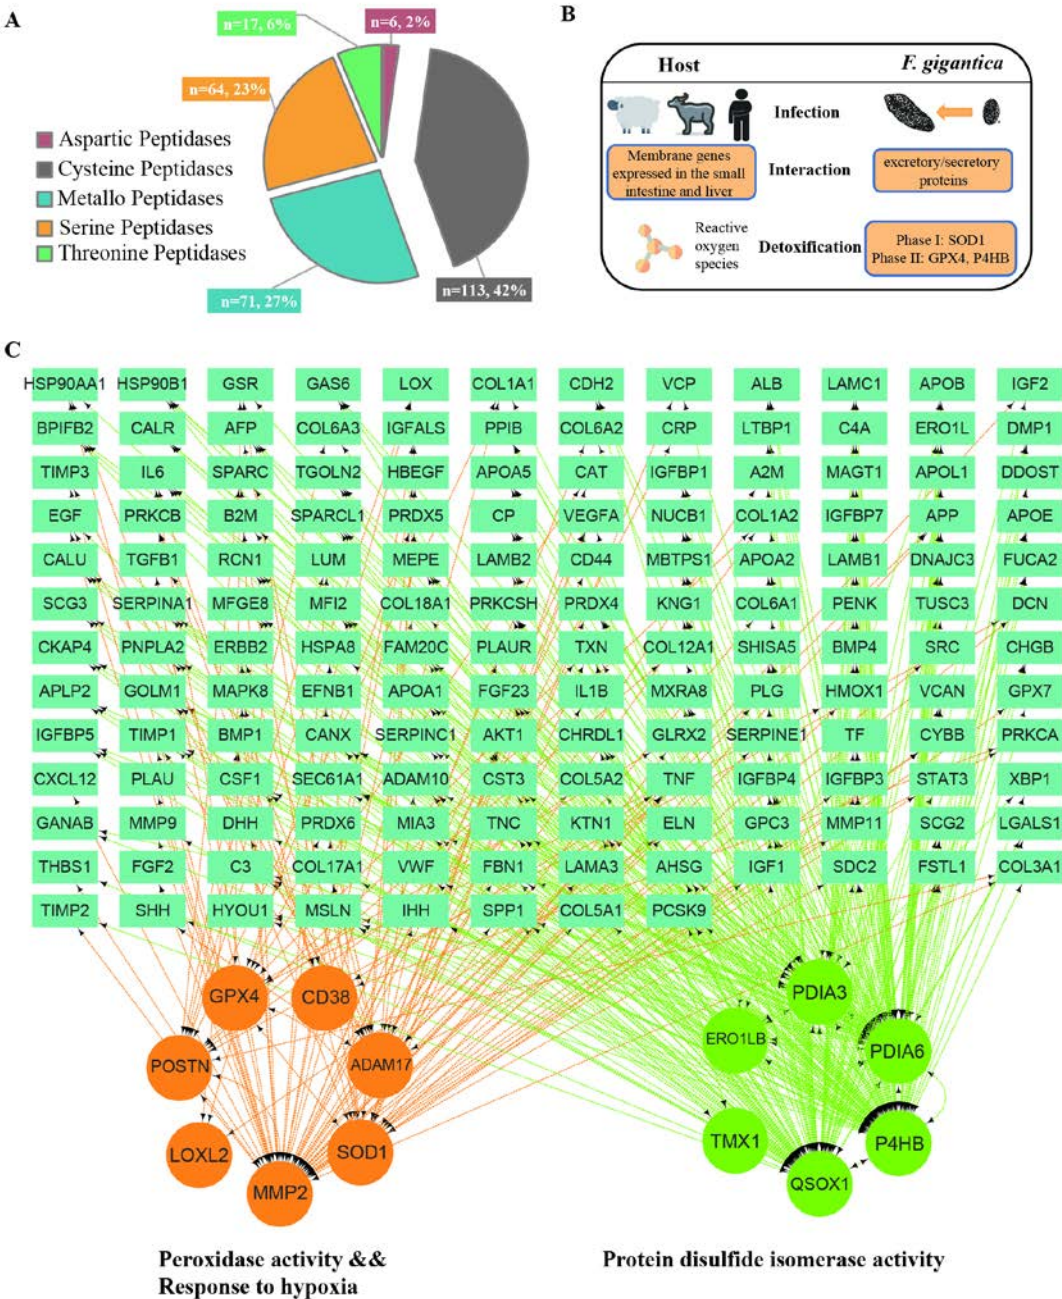 A
n=17, 6%
n=6, 2%
n=64, 23%
Aspartic Peptidases
Cysteine Peptidases
Metallo Peptidases
Serine Peptidases
Threonine Peptidases
n=71, 27%
n=113, 42%
B
Host
F. gigantica
Infection
Membrane genes
expressed in the small
intestine and liver
Interaction
excretory/secretory
proteins
Reactive
oxygen
species
Detoxification
Phase I: SOD1
Phase II: GPX4, P4HB
C
HSP90AA1 HSP90B1 GSR GAS6 LOX COL1A1 CDH2 VCP ALB LAMC1 APOB IGF2
BPIFB2 CALR AFP COL6A3 IGFALS PPIB COL6A2 CRP LTBP1 C4A ERO1L DMP1
TIMP3 IL6 SPARC TGOLN2 HBEGF APOA5 CAT IGFBP1 A2M MAGT1 APOL1 DDOST
EGF PRKCB B2M SPARCL1 PRDX5 CP VEGFA NUCB1 COL1A2 IGFBP7 APP APOE
CALU TGFB1 RCN1 LUM MEPE LAMB2 CD44 MBTPS1 APOA2 LAMB1 DNAJC3 FUCA2
SCG3 SERPINA1 MFGE8 MFI2 COL18A1 PRKCSH PRDX4 KNG1 COL6A1 PENK TUSC3 DCN
CKAP4 PNPLA2 ERBB2 HSPA8 FAM20C PLAUR TXN COL12A1 SHISA5 BMP4 SRC CHGB
APLP2 GOLM1 MAPK8 EFNB1 APOA1 FGF23 IL1B MXRA8 PLG HMOX1 VCAN GPX7
IGFBP5 TIMP1 BMP1 CANX SERPINC1 AKT1 CHRDL1 GLRX2 SERPINE1 TF CYBB PRKCA
CXCL12 PLAU CSF1 SEC61A1 ADAM10 CST3 COL5A2 TNF IGFBP4 IGFBP3 STAT3 XBP1
GANAB MMP9 DHH PRDX6 MIA3 TNC KTN1 ELN GPC3 MMP11 SCG2 LGALS1
THBS1 FGF2 C3 COL17A1 VWF FBN1 LAMA3 AHSG IGF1 SDC2 FSTL1 COL3A1
TIMP2 SHH HYOU1 MSLN IHH SPP1 COL5A1 PCSK9
GPX4
CD38
POSTN
ADAM17
LOXL2
SOD1
MMP2
PDIA3
ERO1LB
PDIA6
TMX1
P4HB
QSOX1
Peroxidase activity &&
Response to hypoxia
Protein disulfide isomerase activity